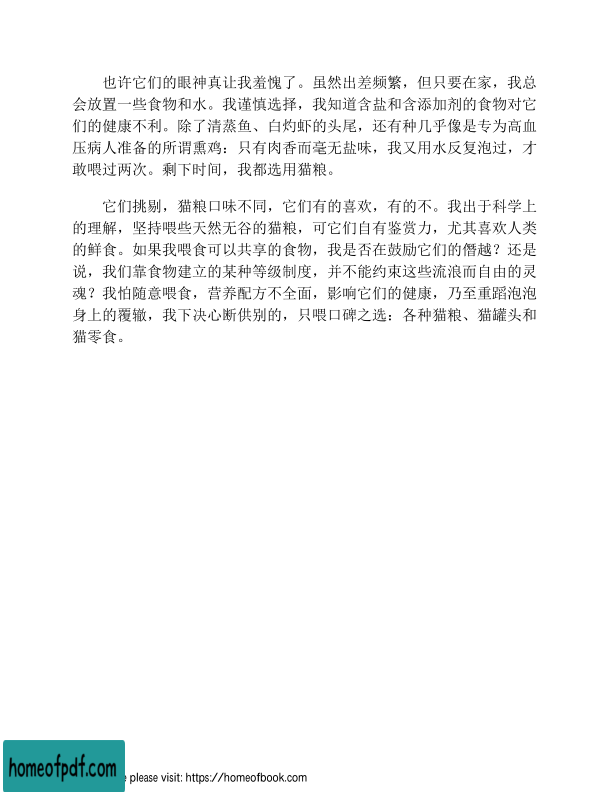 也许它们的眼神真让我羞愧了。虽然出差频繁，但只要在家，我总
会放置一些食物和水。我谨慎选择，我知道含盐和含添加剂的食物对它
们的健康不利。除了清蒸鱼、白灼虾的头尾，还有种几乎像是专为高血
压病人准备的所谓熏鸡：只有肉香而毫无盐味，我又用水反复泡过，才
敢喂过两次。剩下时间，我都选用猫粮。
它们挑剔，猫粮口味不同，它们有的喜欢，有的不。我出于科学上
的理解，坚持喂些天然无谷的猫粮，可它们自有鉴赏力，尤其喜欢人类
的鲜食。如果我喂食可以共享的食物，我是否在鼓励它们的僭越？还是
说，我们靠食物建立的某种等级制度，并不能约束这些流浪而自由的灵
魂？我怕随意喂食，营养配方不全面，影响它们的健康，乃至重蹈泡泡
身上的覆辙，我下决心断供别的，只喂口碑之选：各种猫粮、猫罐头和
猫零食。
homeofpdf.com
e please visit: https://homeofbook.com